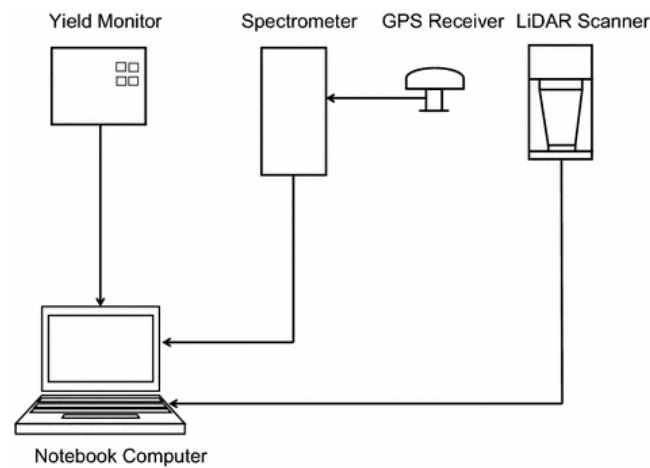 Yield Monitor
Spectrometer
GPS Receiver
LiDAR Scanner
Notebook Computer